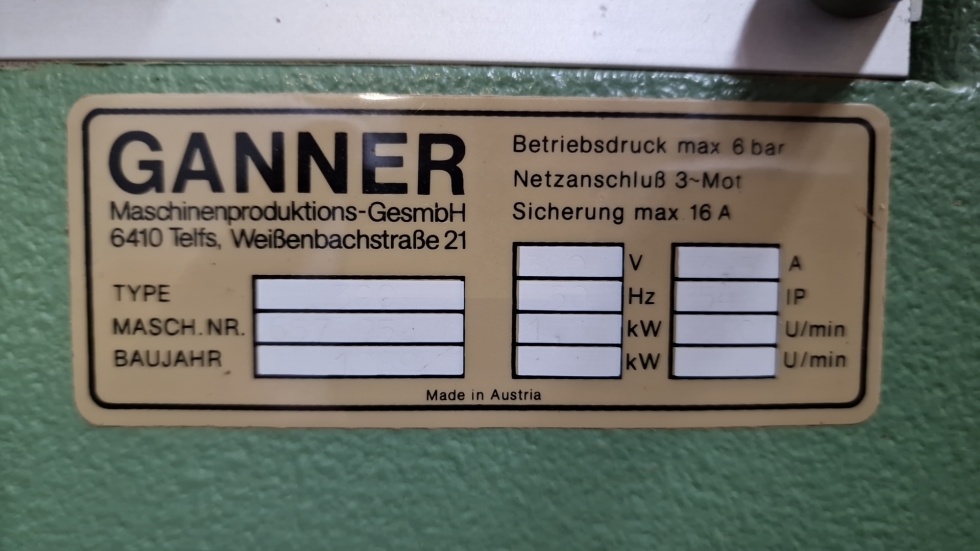 GANNER
Maschinenproduktions-GesmbH
6410 Telfs, Weißenbachstraße 21
TYPE
MASCH.NR.
BAUJAHR
Betriebsdruck max 6 bar
Netzanschluß 3~Mot
Sicherung max 16 A
V A
Hz IP
kW U/min
kW U/min
Made in Austria